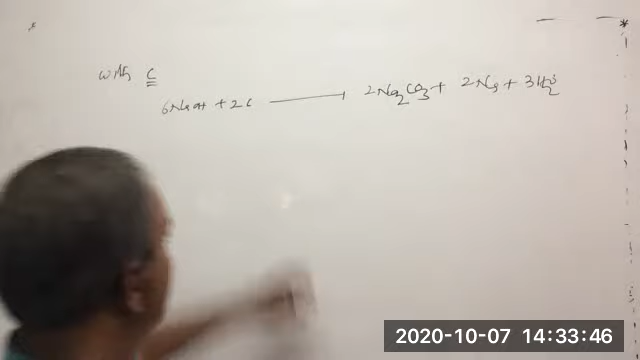 with C
6NaOH + 2C ⟶ 2Na₂CO₃ + 2Na + 3H₂
2020-10-07 14:33:46